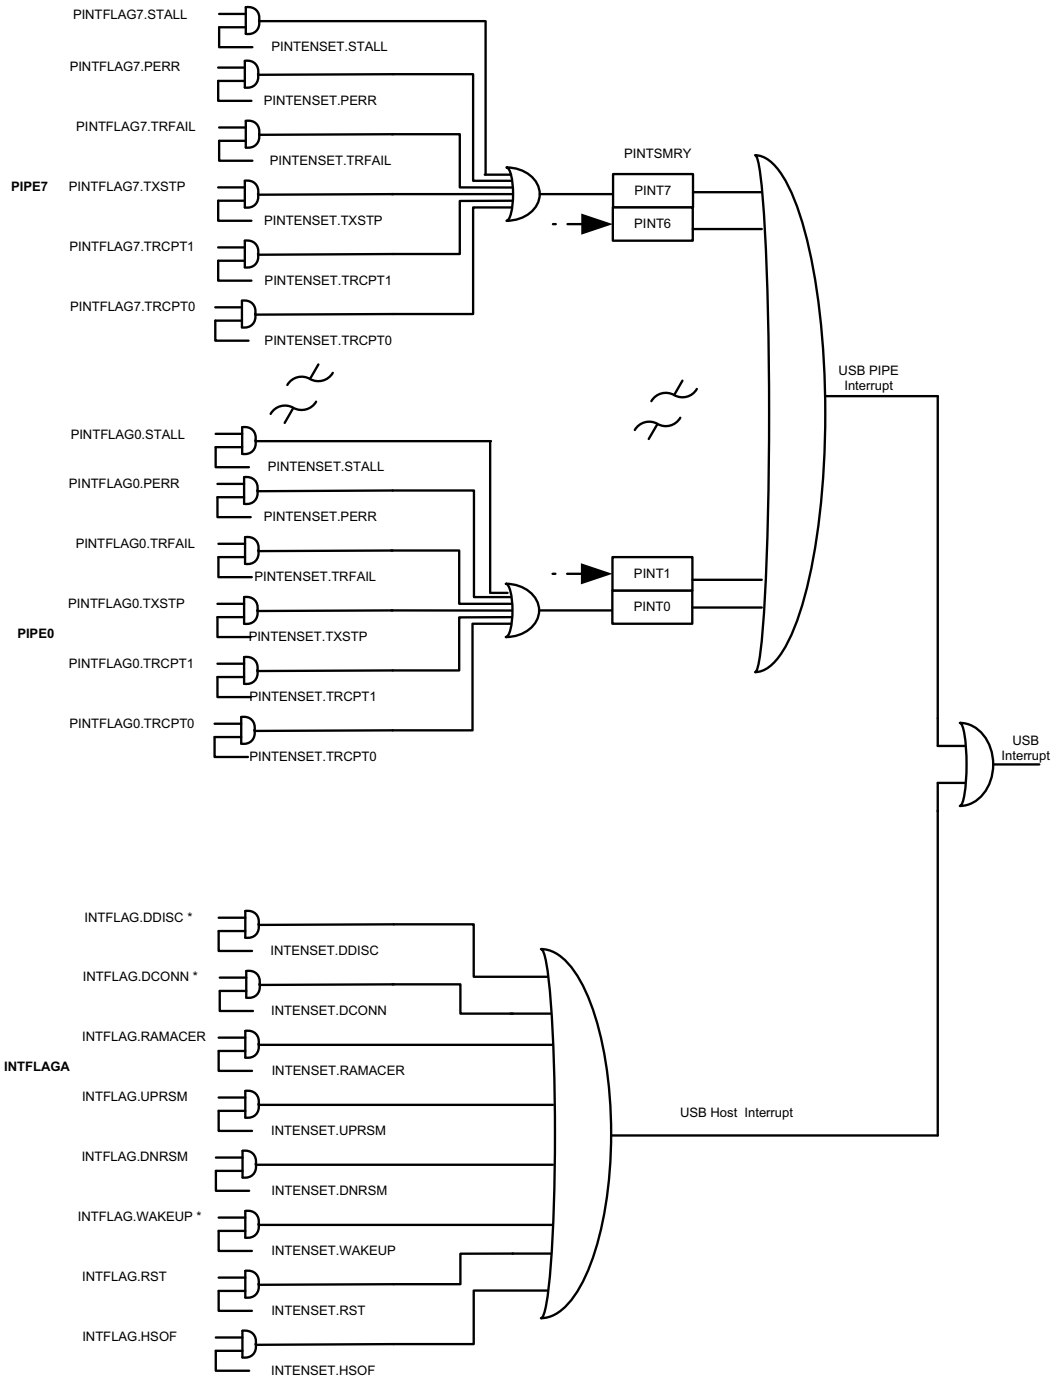 PINTFLAG7.STALL
PINTENSET.STALL
PINTFLAG7.PERR
PINTENSET.PERR
PINTFLAG7.TRFAIL
PINTENSET.TRFAIL
PIPE7
PINTFLAG7.TXSTP
PINTENSET.TXSTP
PINTFLAG7.TRCPT1
PINTENSET.TRCPT1
PINTFLAG7.TRCPT0
PINTENSET.TRCPT0
PINTSMRY
PINT7
PINT6
USB PIPE
Interrupt
PINTFLAG0.STALL
PINTENSET.STALL
PINTFLAG0.PERR
PINTENSET.PERR
PINTFLAG0.TRFAIL
PINTENSET.TRFAIL
PINTFLAG0.TXSTP
PIPE0
PINTENSET.TXSTP
PINTFLAG0.TRCPT1
PINTENSET.TRCPT1
PINTFLAG0.TRCPT0
PINTENSET.TRCPT0
PINT1
PINT0
USB
Interrupt
INTFLAG.DDISC *
INTENSET.DDISC
INTFLAG.DCONN *
INTENSET.DCONN
INTFLAG.RAMACER
INTFLAGA
INTENSET.RAMACER
INTFLAG.UPRSM
INTENSET.UPRSM
USB Host Interrupt
INTFLAG.DNRSM
INTENSET.DNRSM
INTFLAG.WAKEUP *
INTENSET.WAKEUP
INTFLAG.RST
INTENSET.RST
INTFLAG.HSOF
INTENSET.HSOF